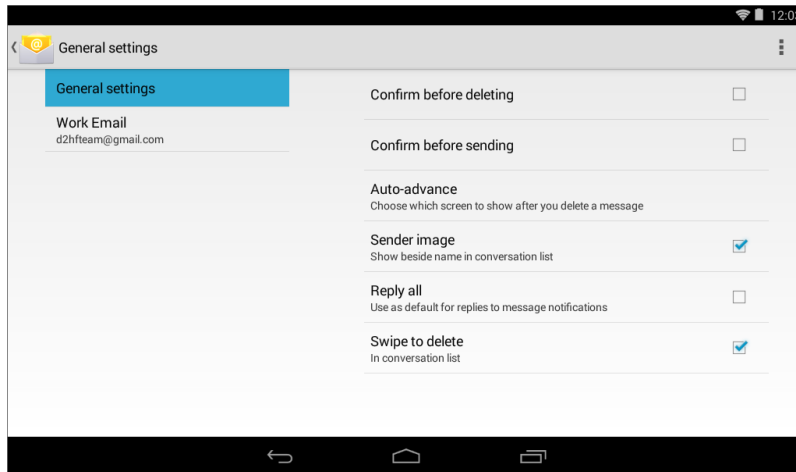 12:03
General settings
General settings
Work Email
d2hfteam@gmail.com
Confirm before deleting
Confirm before sending
Auto-advance
Choose which screen to show after you delete a message
Sender image
Show beside name in conversation list
Reply all
Use as default for replies to message notifications
Swipe to delete
In conversation list